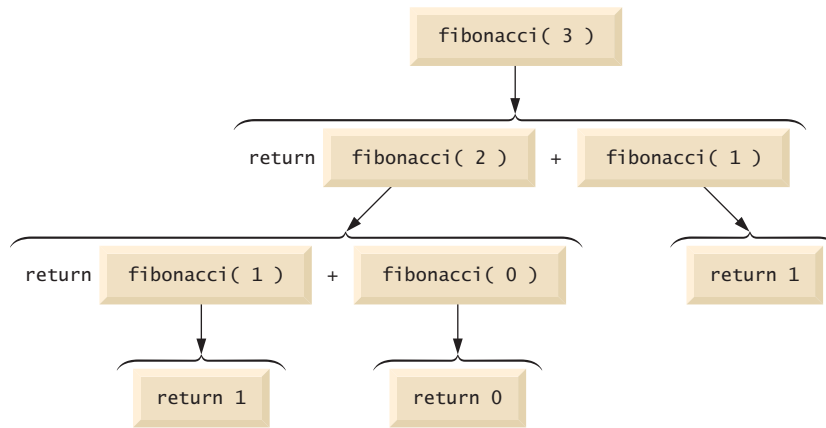 fibonacci( 3 )
return fibonacci( 2 ) + fibonacci( 1 )
return fibonacci( 1 ) + fibonacci( 0 ) return 1
return 1 return 0